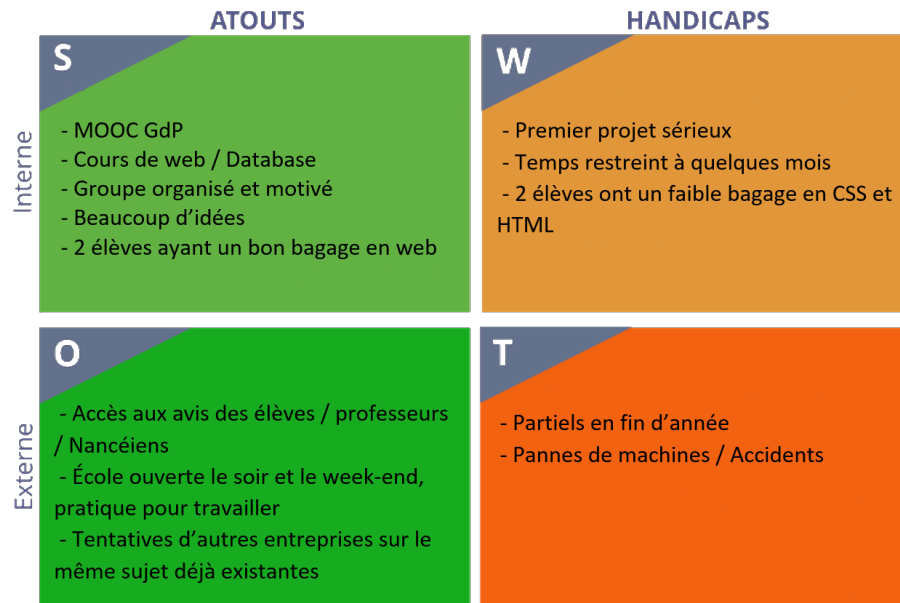 ATOUTS
HANDICAPS
Interne
S
- MOOC GdP
- Cours de web / Database
- Groupe organisé et motivé
- Beaucoup d'idées
- 2 élèves ayant un bon bagage en web
W
- Premier projet sérieux
- Temps restreint à quelques mois
- 2 élèves ont un faible bagage en CSS et
HTML
Externe
O
- Accès aux avis des élèves / professeurs
/ Nancéiens
- École ouverte le soir et le week-end,
pratique pour travailler
- Tentatives d'autres entreprises sur le
même sujet déjà existantes
T
- Partiels en fin d'année
- Pannes de machines / Accidents